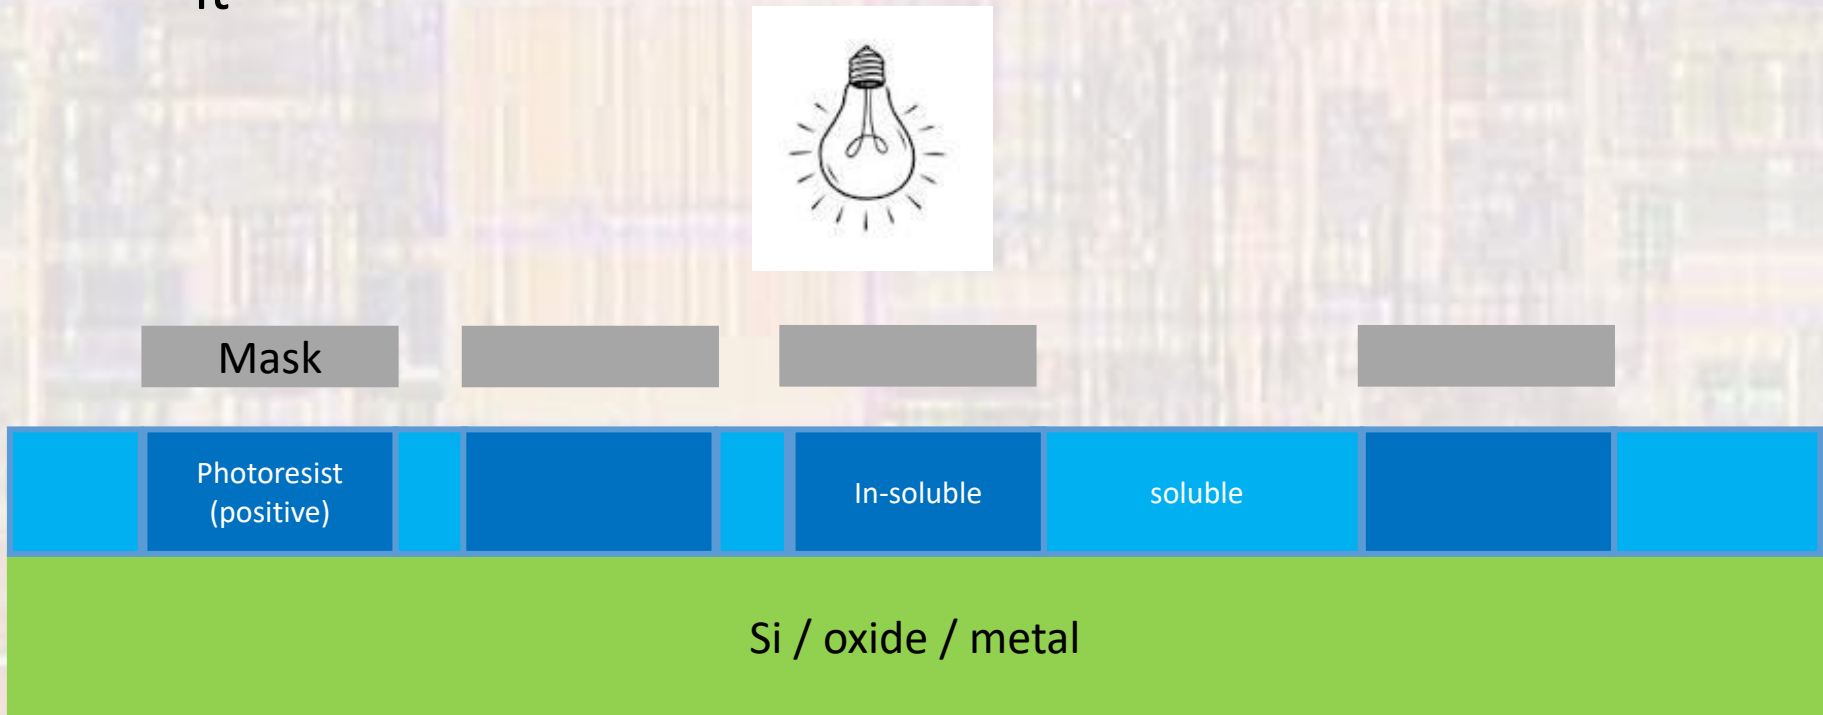 Mask
Photoresist
(positive)
In-soluble
soluble
Si / oxide / metal